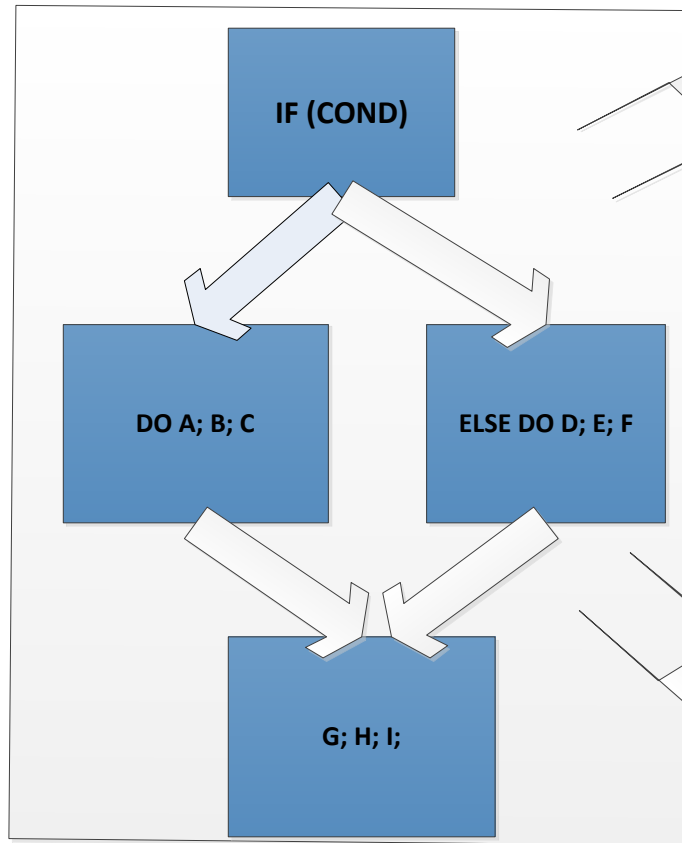 IF (COND)
DO A; B; C
ELSE DO D; E; F
G; H; I;